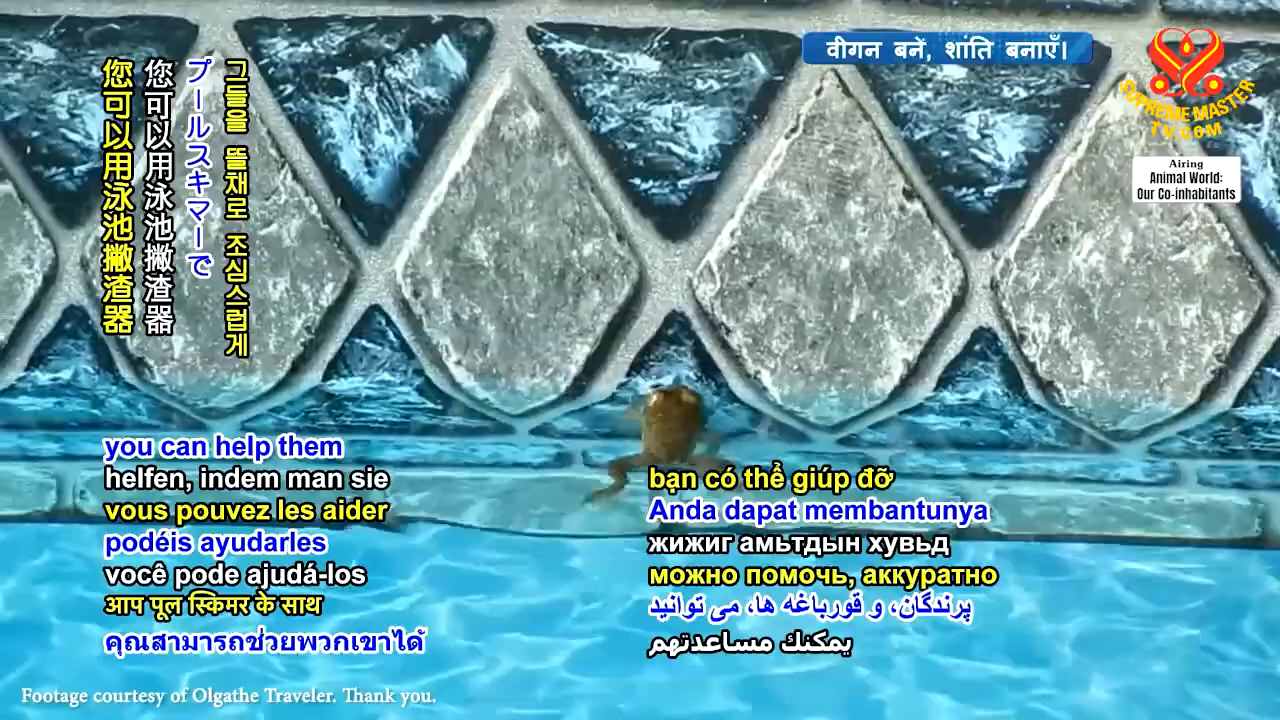 वीगन बनें, शांति बनाएँ।
SUPREME MASTER
TV.COM
Airing
Animal World:
Our Co-inhabitants
您可以用泳池撇渣器
您可以用泳池撇渣器
プールスキマーで
그들을 뜰채로 조심스럽게
you can help them
helfen, indem man sie
vous pouvez les aider
podéis ayudarles
você pode ajudá-los
आप पूल स्किमर के साथ
คุณสามารถช่วยพวกเขาได้
bạn có thể giúp đỡ
Anda dapat membantunya
жижиг амьтдын хувьд
можно помочь, аккуратно
پرندگان، و قورباغه ها، می توانید
يمكنك مساعدتهم
Footage courtesy of Olgathe Traveler. Thank you.